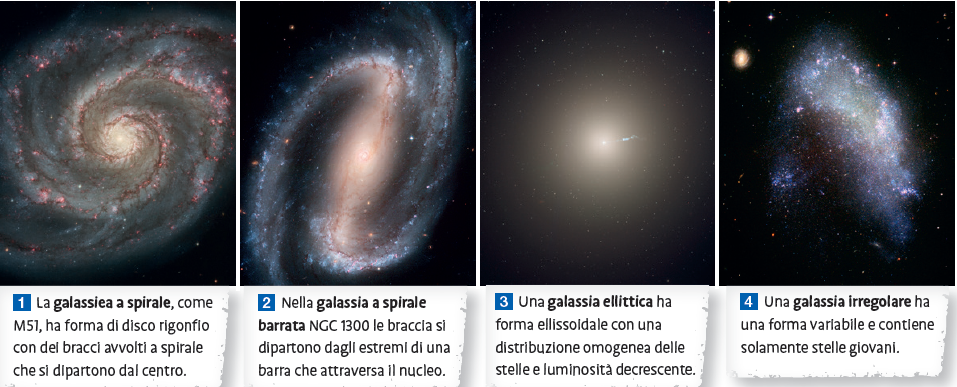 1 La galassiea a spirale, come
M51, ha forma di disco rigonfio
con dei bracci avvolti a spirale
che si dipartono dal centro.
2 Nella galassia a spirale
barrata NGC 1300 le braccia si
dipartono dagli estremi di una
barra che attraversa il nucleo.
3 Una galassia ellittica ha
forma ellissoidale con una
distribuzione omogenea delle
stelle e luminosità decrescente.
4 Una galassia irregolare ha
una forma variabile e contiene
solamente stelle giovani.